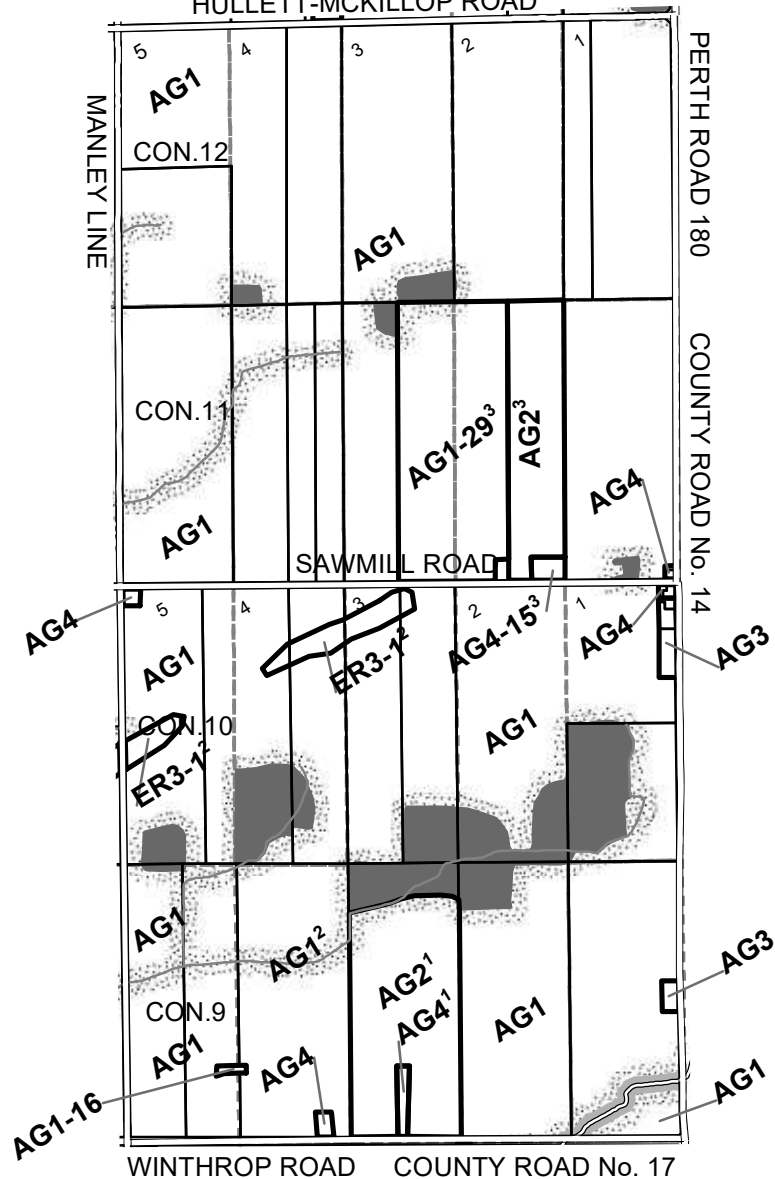 HULLETT-MCKILLOP ROAD
5
4
3
2
1
AG1
PERTH ROAD 180
MANLEY LINE
CON.12
AG1
COUNTY ROAD No. 14
CON.11
AG1-29³
AG2³
AG4
AG1
SAWMILL ROAD
AG4
5
4
3
2
1
AG1
ER3-1²
AG4-15³
AG4
AG3
CON.10
AG1
ER3-1²
AG1
AG1²
AG2¹
AG3
CON.9
AG4¹
AG1
AG1
AG4
AG1
AG1-16
WINTHROP ROAD COUNTY ROAD No. 17